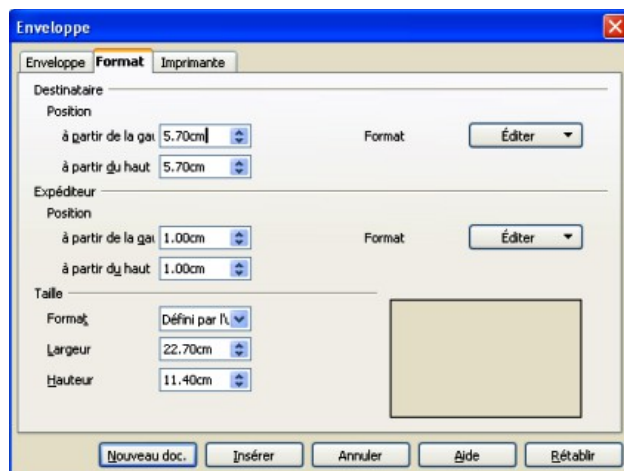 Enveloppe
Enveloppe Format Imprimante
Destinataire
Position
à partir de la gau 5.70cm Format Éditer
à partir du haut 5.70cm
Expéditeur
Position
à partir de la gau 1.00cm Format Éditer
à partir du haut 1.00cm
Taille
Format Défini par l'u
Largeur 22.70cm
Hauteur 11.40cm
Nouveau doc. Insérer Annuler Aide Rétablir